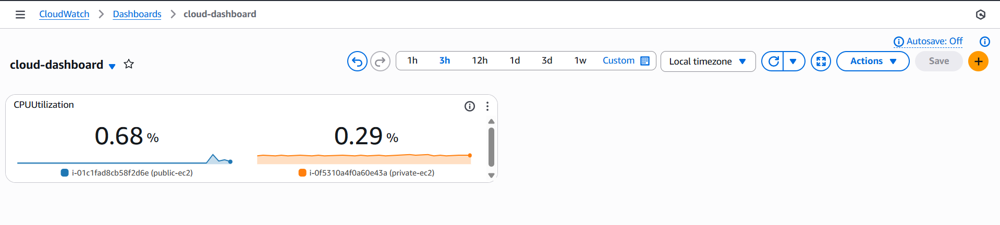 CloudWatch > Dashboards > cloud-dashboard
Autosave: Off
cloud-dashboard
1h 3h 12h 1d 3d 1w Custom Local timezone Actions Save +
CPUUtilization
0.68 % 0.29 %
i-01c1fad8cb58f2d6e (public-ec2) i-0f5310a4f0a60e43a (private-ec2)